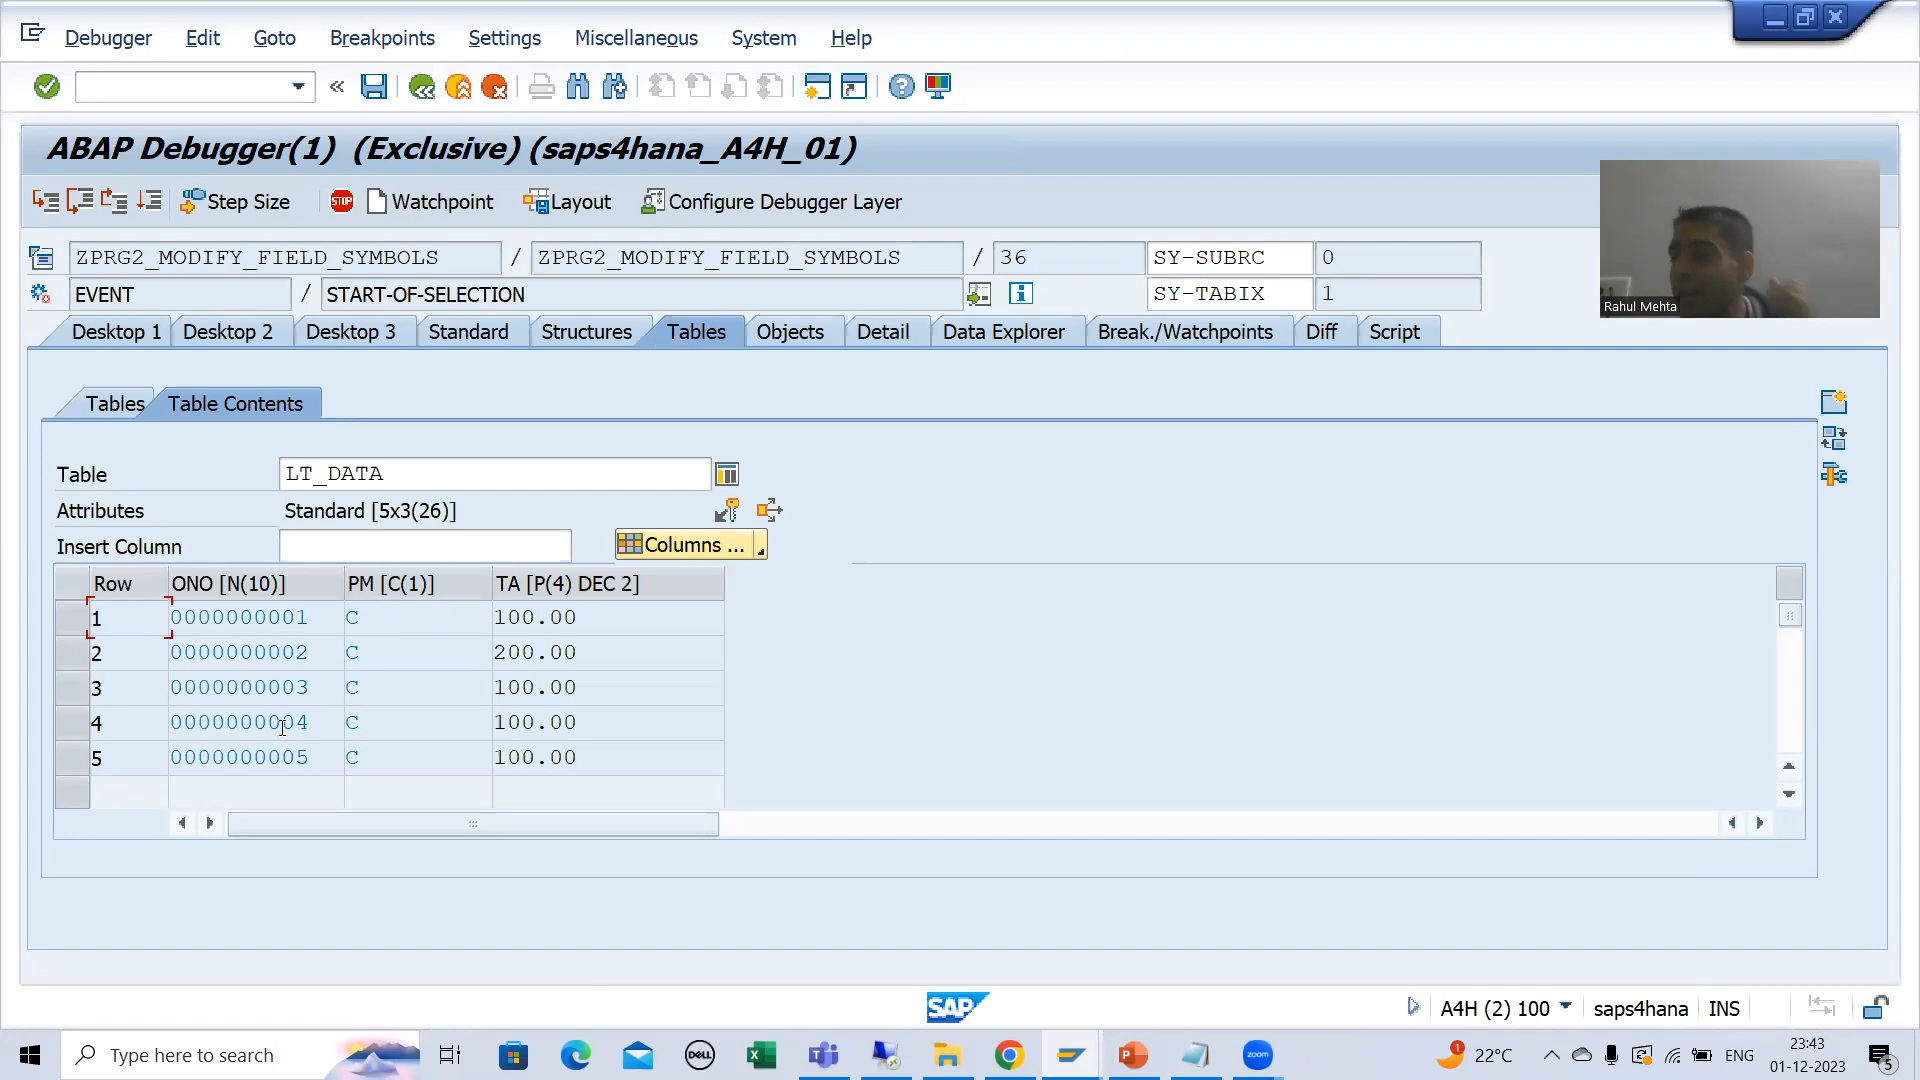 Debugger Edit Goto Breakpoints Settings Miscellaneous System Help
ABAP Debugger(1) (Exclusive) (saps4hana_A4H_01)
Step Size STOP Watchpoint Layout Configure Debugger Layer
ZPRG2_MODIFY_FIELD_SYMBOLS / ZPRG2_MODIFY_FIELD_SYMBOLS / 36 SY-SUBRC 0
EVENT / START-OF-SELECTION SY-TABIX 1
Rahul Mehta
Desktop 1 Desktop 2 Desktop 3 Standard Structures Tables Objects Detail Data Explorer Break./Watchpoints Diff Script
Tables Table Contents
Table LT_DATA
Attributes Standard [5x3(26)]
Insert Column Columns ...
Row ONO [N(10)] PM [C(1)] TA [P(4) DEC 2]
1 0000000001 C 100.00
2 0000000002 C 200.00
3 0000000003 C 100.00
4 0000000004 C 100.00
5 0000000005 C 100.00
SAP A4H (2) 100 saps4hana INS
Type here to search DELL zoom 1 22°C ENG 23:43
01-12-2023 5